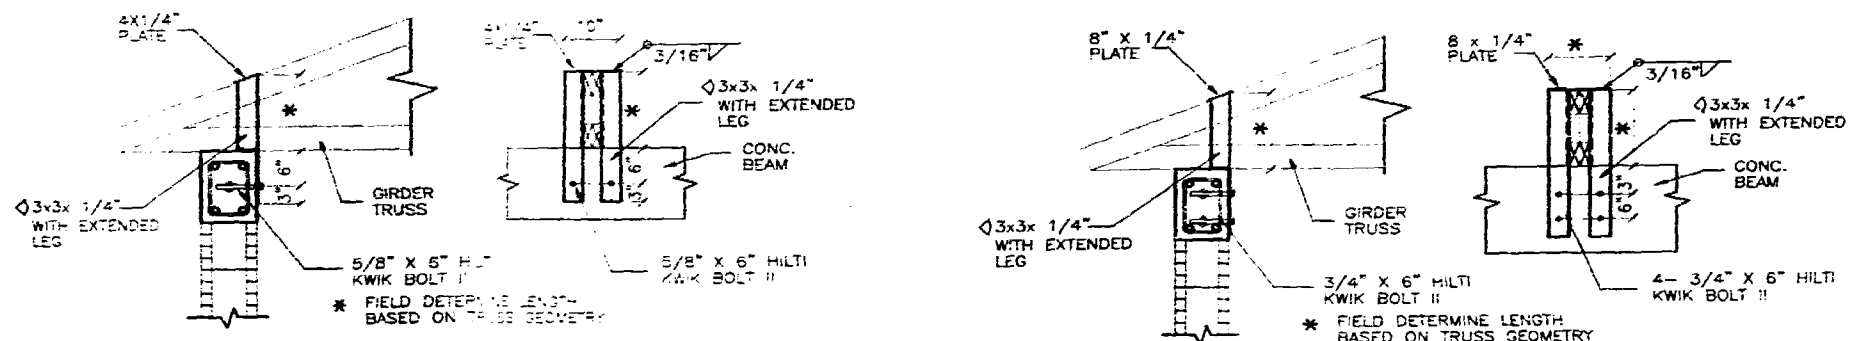 4X1/4"
PLATE
3x3x 1/4"
WITH EXTENDED
LEG
6"
3"
GIRDER
TRUSS
5/8" X 6" HILTI
KWIK BOLT II
* FIELD DETERMINE LENGTH
BASED ON TRUSS GEOMETRY
4X1/4"
PLATE
10"
3/16"
3x3x 1/4"
WITH EXTENDED
LEG
*
6"
3"
CONC.
BEAM
5/8" X 6" HILTI
KWIK BOLT II
8" X 1/4"
PLATE
*
3x3x 1/4"
WITH EXTENDED
LEG
GIRDER
TRUSS
3/4" X 6" HILTI
KWIK BOLT II
* FIELD DETERMINE LENGTH
BASED ON TRUSS GEOMETRY
8 x 1/4"
PLATE
*
3/16"
3x3x 1/4"
WITH EXTENDED
LEG
*
3"
6"
CONC.
BEAM
4- 3/4" X 6" HILTI
KWIK BOLT II